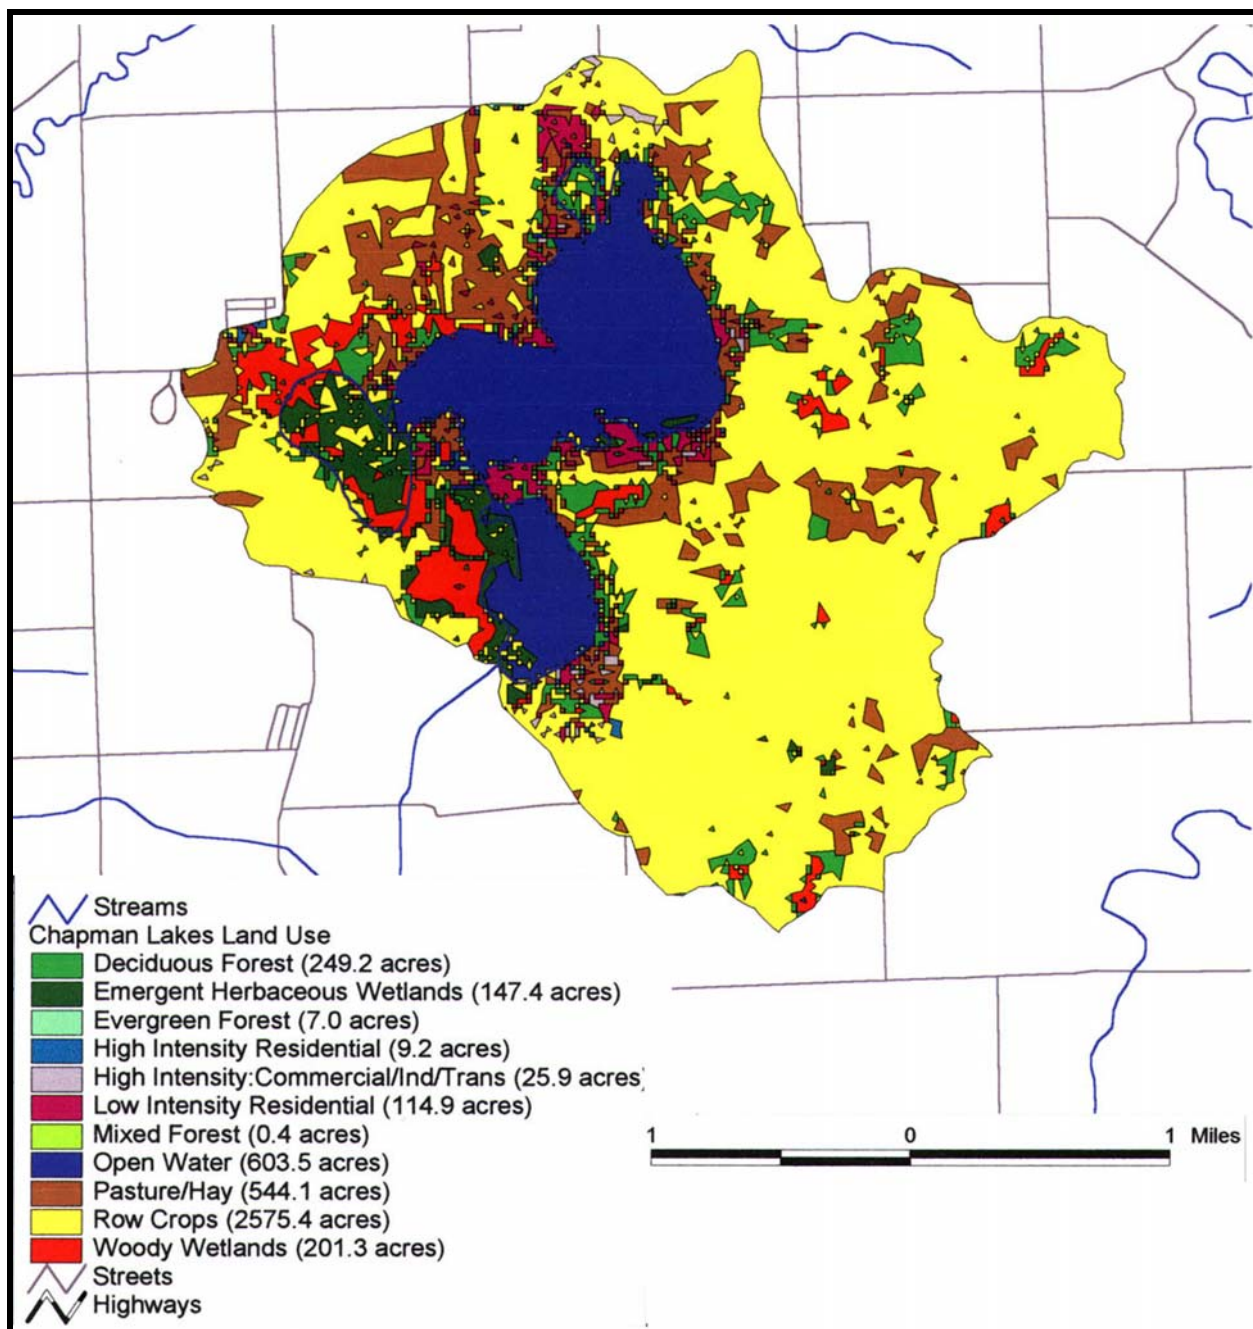 Streams
Chapman Lakes Land Use
Deciduous Forest (249.2 acres)
Emergent Herbaceous Wetlands (147.4 acres)
Evergreen Forest (7.0 acres)
High Intensity Residential (9.2 acres)
High Intensity:Commercial/Ind/Trans (25.9 acres)
Low Intensity Residential (114.9 acres)
Mixed Forest (0.4 acres)
Open Water (603.5 acres)
Pasture/Hay (544.1 acres)
Row Crops (2575.4 acres)
Woody Wetlands (201.3 acres)
Streets
Highways
1 0 1 Miles